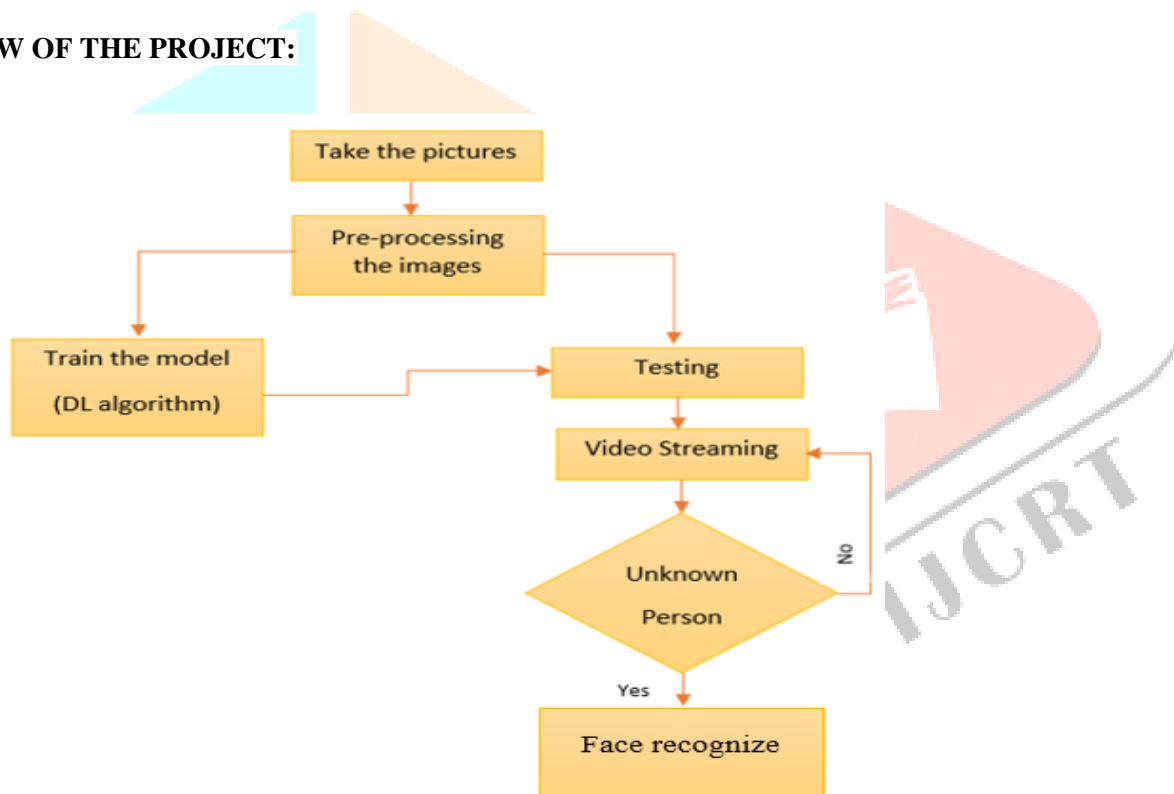 W OF THE PROJECT:
Take the pictures
Pre-processing
the images
Train the model
(DL algorithm)
Testing
Video Streaming
No
Unknown
Person
Yes
Face recognize
IJCRT